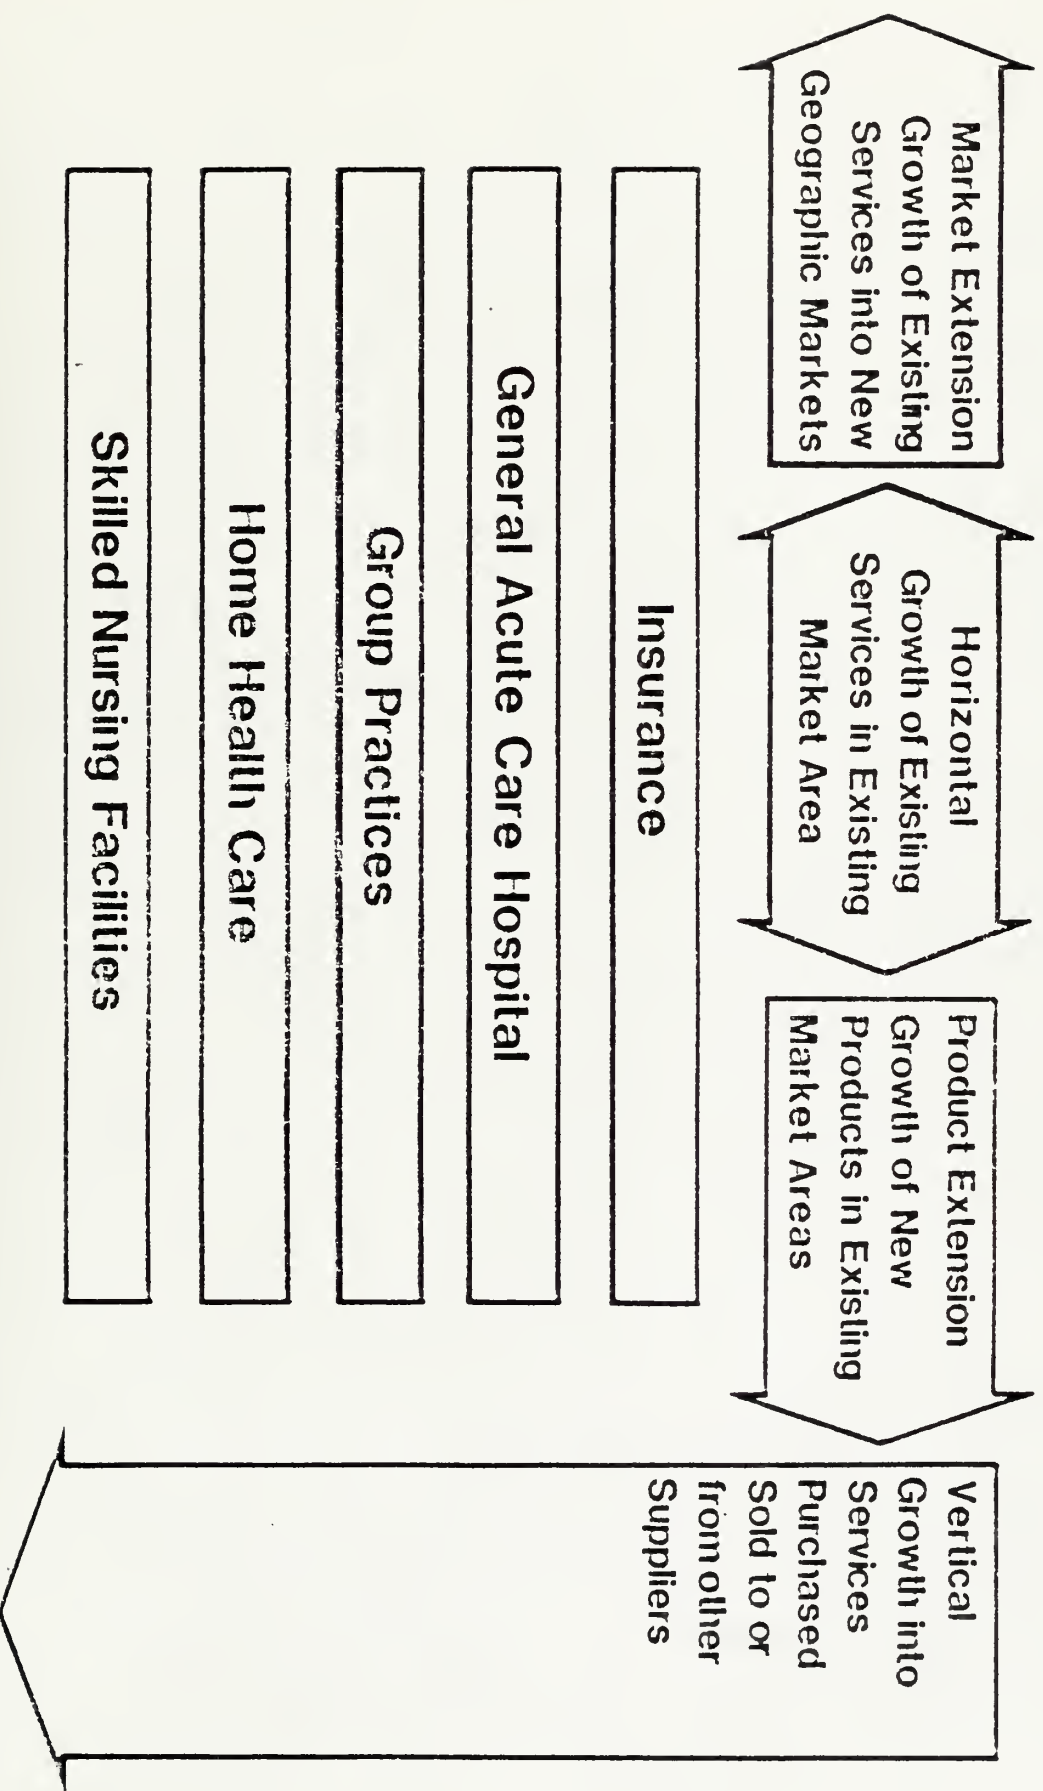 Market Extension
Growth of Existing
Services into New
Geographic Markets
Horizontal
Growth of Existing
Services in Existing
Market Area
Product Extension
Growth of New
Products in Existing
Market Areas
Vertical
Growth into
Services
Purchased
Sold to or
from other
Suppliers
Insurance
General Acute Care Hospital
Group Practices
Home Health Care
Skilled Nursing Facilities